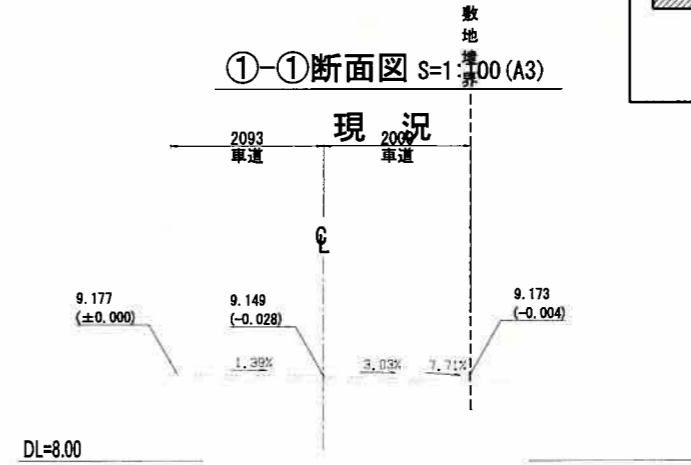 敷地境界
①-①断面図 S=1:100(A3)
現 況
2093
車道
2000
車道
℄
9.177
(±0.000)
9.149
(-0.028)
9.173
(-0.004)
1.39%
3.03%
7.71%
DL=8.00